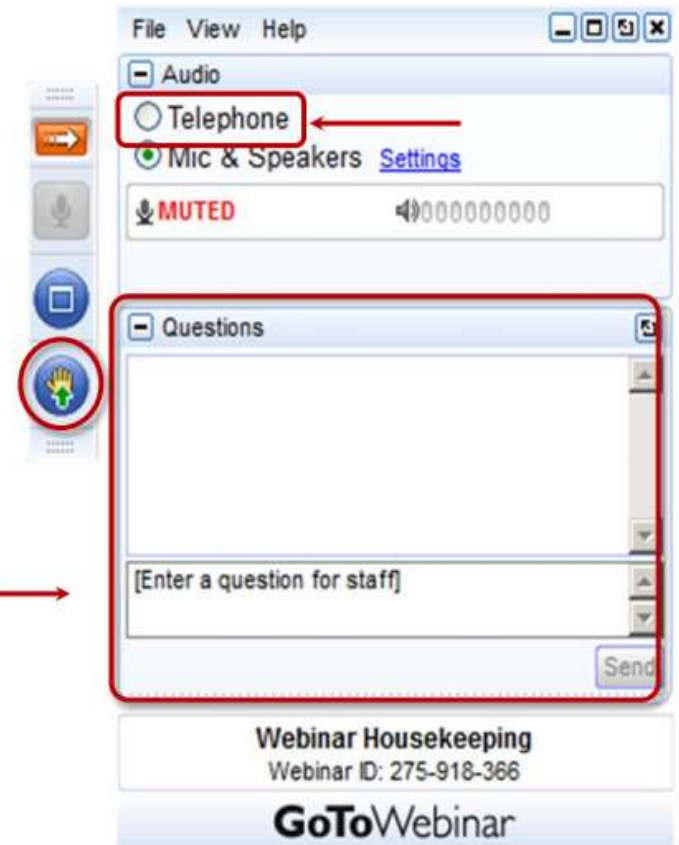 File View Help
Audio
Telephone
Mic & Speakers Settings
MUTED
Questions
[Enter a question for staff]
Send
Webinar Housekeeping
Webinar ID: 275-918-366
GoToWebinar